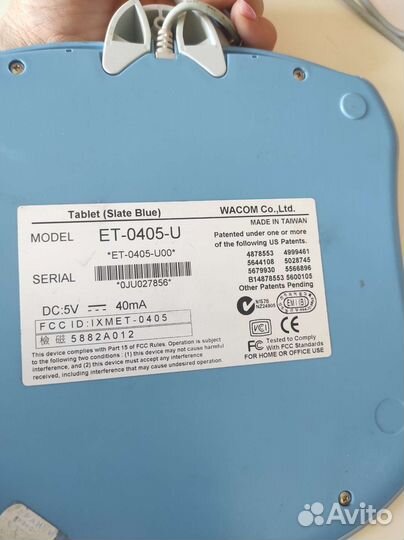 Tablet (Slate Blue)
WACOM Co.,Ltd.
MADE IN TAIWAN
MODEL ET-0405-U
*ET-0405-U00*
SERIAL
*0JU027856*
DC:5V 40mA
FCC ID:IXMET-0405
檢磁 5882A012
Patented under one or more
of the following US Patents.
4878553 4999461
5644108 5028745
5679930 5566896
B14878553 5600105
Other Patents Pending
N1576
NZ2490S
EMI(B)
VCI
FC Tested to Comply
With FCC Standards
FOR HOME OR OFFICE USE
This device complies with Part 15 of FCC Rules. Operation is subject
to the following two conditions : (1) this device may not cause harmful
interference, and (2) this device must accept any interference received,
including interference that may cause undesired operation.
Avito